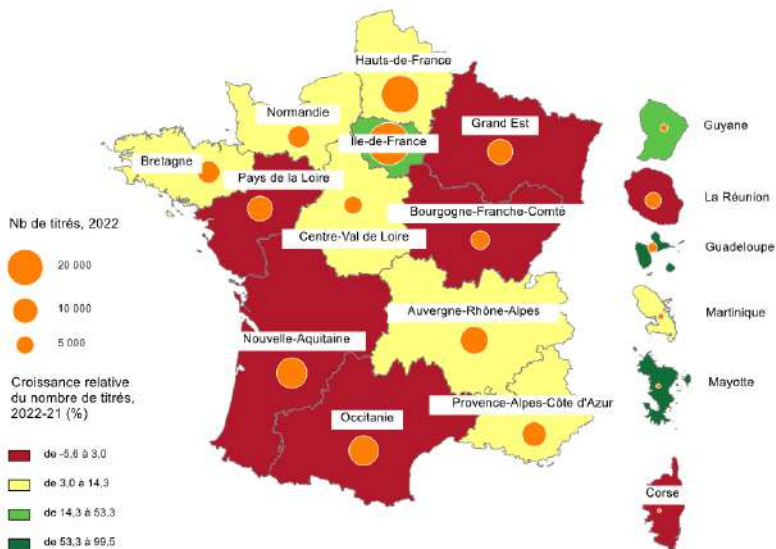 Hauts-de-France
Normandie
Ile-de-France
Grand Est
Bretagne
Pays de la Loire
Bourgogne-Franche-Comté
Centre-Val de Loire
Auvergne-Rhône-Alpes
Nouvelle-Aquitaine
Provence-Alpes-Côte d'Azur
Occitanie
Guyane
La Réunion
Guadeloupe
Martinique
Mayotte
Corse
Nb de titrés, 2022
20 000
10 000
5 000
Croissance relative
du nombre de titrés,
2022-21 (%)
de -5,6 à 3,0
de 3,0 à 14,3
de 14,3 à 53,3
de 53,3 à 99,5